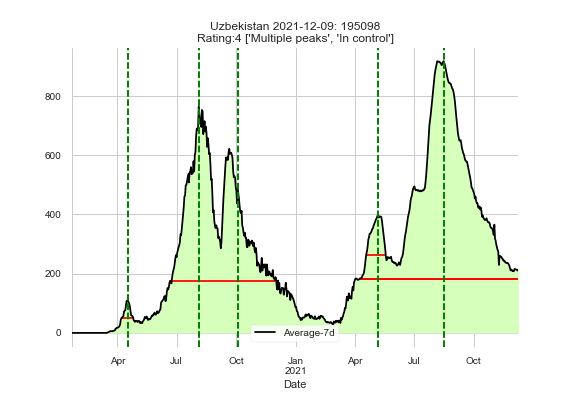 Uzbekistan 2021-12-09: 195098
Rating:4 ['Multiple peaks', 'In control']
800
600
400
200
0
Average-7d
Apr Jul Oct Jan Apr Jul Oct
2021
Date